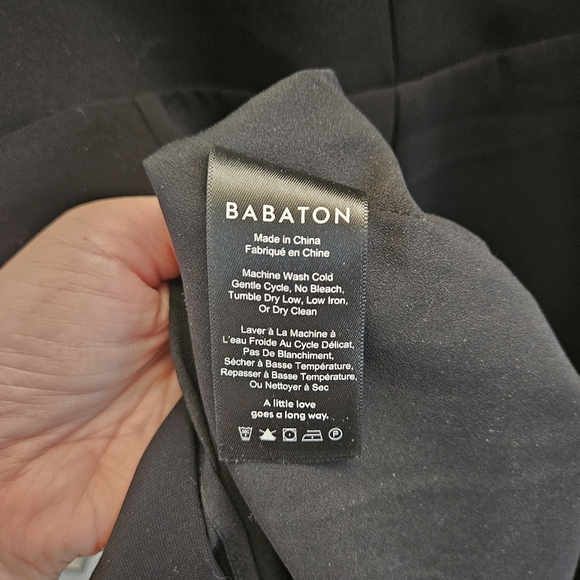 BABATON
Made in China
Fabriqué en Chine
Machine Wash Cold
Gentle Cycle, No Bleach,
Tumble Dry Low, Low Iron,
Or Dry Clean
Laver à La Machine à
L'eau Froide Au Cycle Délicat,
Pas De Blanchiment,
Sécher à Basse Température,
Repasser à Basse Température,
Ou Nettoyer à Sec
A little love
goes a long way.
P